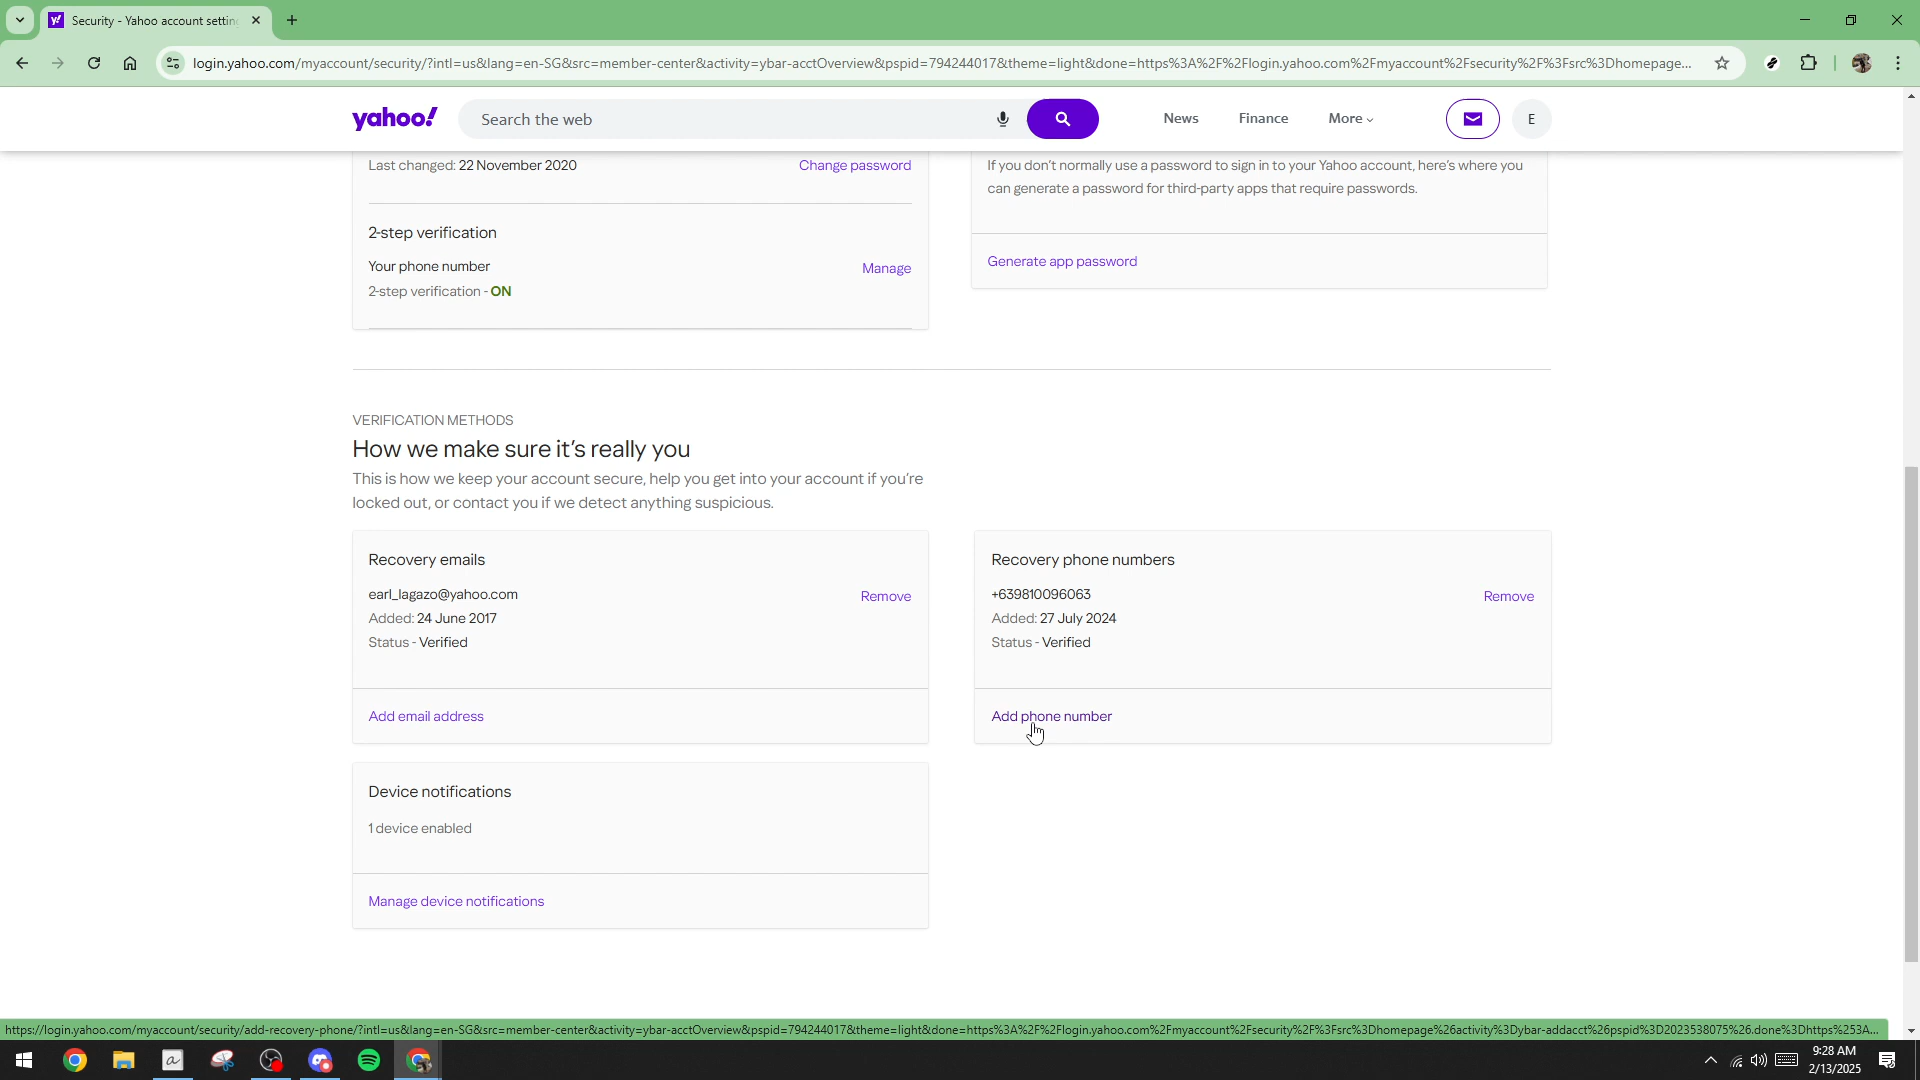 Security - Yahoo account settin
login.yahoo.com/myaccount/security/?intl=us&lang=en-SG&src=member-center&activity=ybar-acctOverview&pspid=794244017&theme=light&done=https%3A%2F%2Flogin.yahoo.com%2Fmyaccount%2Fsecurity%2F%3Fsrc%3Dhomepage...
yahoo!
Search the web
News
Finance
More
E
Last changed: 22 November 2020
Change password
2-step verification
Your phone number
Manage
2-step verification - ON
If you don't normally use a password to sign in to your Yahoo account, here's where you
can generate a password for third-party apps that require passwords.
Generate app password
VERIFICATION METHODS
How we make sure it's really you
This is how we keep your account secure, help you get into your account if you're
locked out, or contact you if we detect anything suspicious.
Recovery emails
earl_lagazo@yahoo.com
Remove
Added: 24 June 2017
Status - Verified
Add email address
Recovery phone numbers
+639810096063
Remove
Added: 27 July 2024
Status - Verified
Add phone number
Device notifications
1 device enabled
Manage device notifications
https://login.yahoo.com/myaccount/security/add-recovery-phone/?intl=us&lang=en-SG&src=member-center&activity=ybar-acctOverview&pspid=794244017&theme=light&done=https%3A%2F%2Flogin.yahoo.com%2Fmyaccount%2Fsecurity%2F%3Fsrc%3Dhomepage%26activity%3Dybar-addacct%26pspid%3D2023538075%26.done%3Dhttps%253A...
9:28 AM
2/13/2025